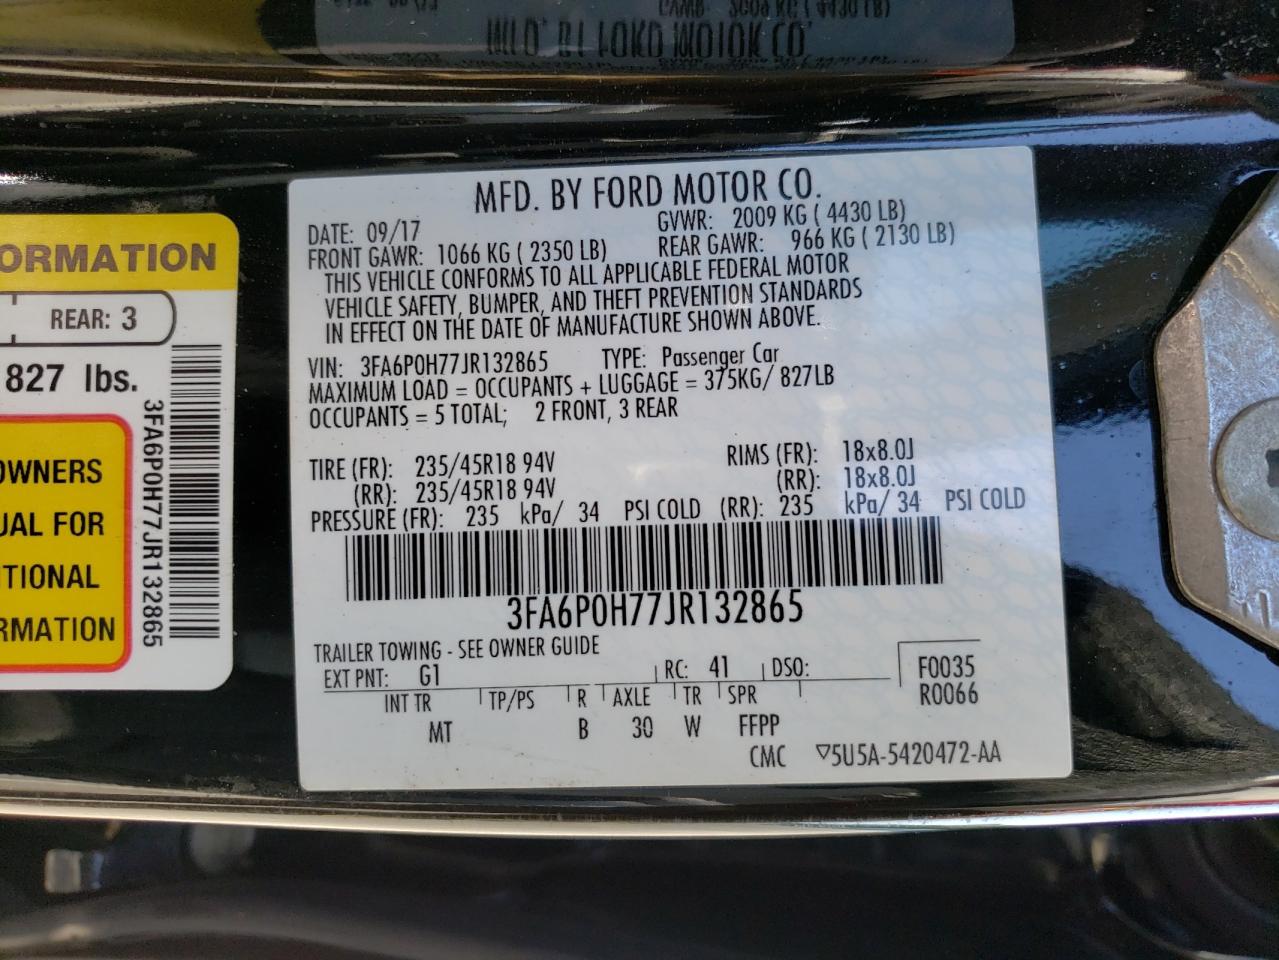 MFD. BY FORD MOTOR CO.
DATE: 09/17 GVWR: 2009 KG ( 4430 LB)
FRONT GAWR: 1066 KG ( 2350 LB) REAR GAWR: 966 KG ( 2130 LB)
THIS VEHICLE CONFORMS TO ALL APPLICABLE FEDERAL MOTOR
VEHICLE SAFETY, BUMPER, AND THEFT PREVENTION STANDARDS
IN EFFECT ON THE DATE OF MANUFACTURE SHOWN ABOVE.
VIN: 3FA6P0H77JR132865 TYPE: Passenger Car
MAXIMUM LOAD = OCCUPANTS + LUGGAGE = 375KG/ 827LB
OCCUPANTS = 5 TOTAL; 2 FRONT, 3 REAR
TIRE (FR): 235/45R18 94V RIMS (FR): 18x8.0J
(RR): 235/45R18 94V (RR): 18x8.0J
PRESSURE (FR): 235 kPa/ 34 PSI COLD (RR): 235 kPa/ 34 PSI COLD
3FA6P0H77JR132865
TRAILER TOWING - SEE OWNER GUIDE
EXT PNT: G1 RC: 41 DSO: F0035
INT TR TP/PS R AXLE TR SPR R0066
MT B 30 W FFPP
CMC ▽5U5A-5420472-AA
ORMATION
REAR: 3
827 lbs.
OWNERS
UAL FOR
ITIONAL
RMATION
3FA6P0H77JR132865